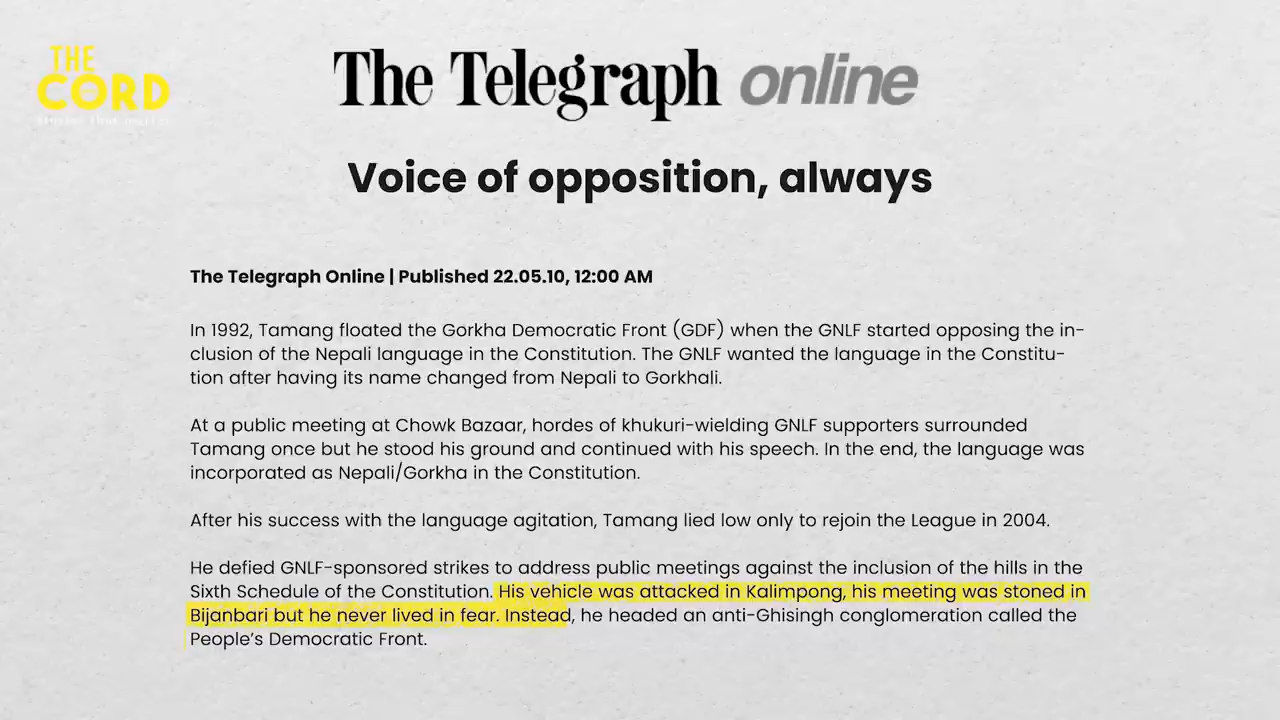 THE
CORD
The Telegraph online
Voice of opposition, always
The Telegraph Online | Published 22.05.10, 12:00 AM
In 1992, Tamang floated the Gorkha Democratic Front (GDF) when the GNLF started opposing the in-
clusion of the Nepali language in the Constitution. The GNLF wanted the language in the Constitu-
tion after having its name changed from Nepali to Gorkhali.
At a public meeting at Chowk Bazaar, hordes of khukuri-wielding GNLF supporters surrounded
Tamang once but he stood his ground and continued with his speech. In the end, the language was
incorporated as Nepali/Gorkha in the Constitution.
After his success with the language agitation, Tamang lied low only to rejoin the League in 2004.
He defied GNLF-sponsored strikes to address public meetings against the inclusion of the hills in the
Sixth Schedule of the Constitution. His vehicle was attacked in Kalimpong, his meeting was stoned in
Bijanbari but he never lived in fear. Instead, he headed an anti-Ghisingh conglomeration called the
People’s Democratic Front.